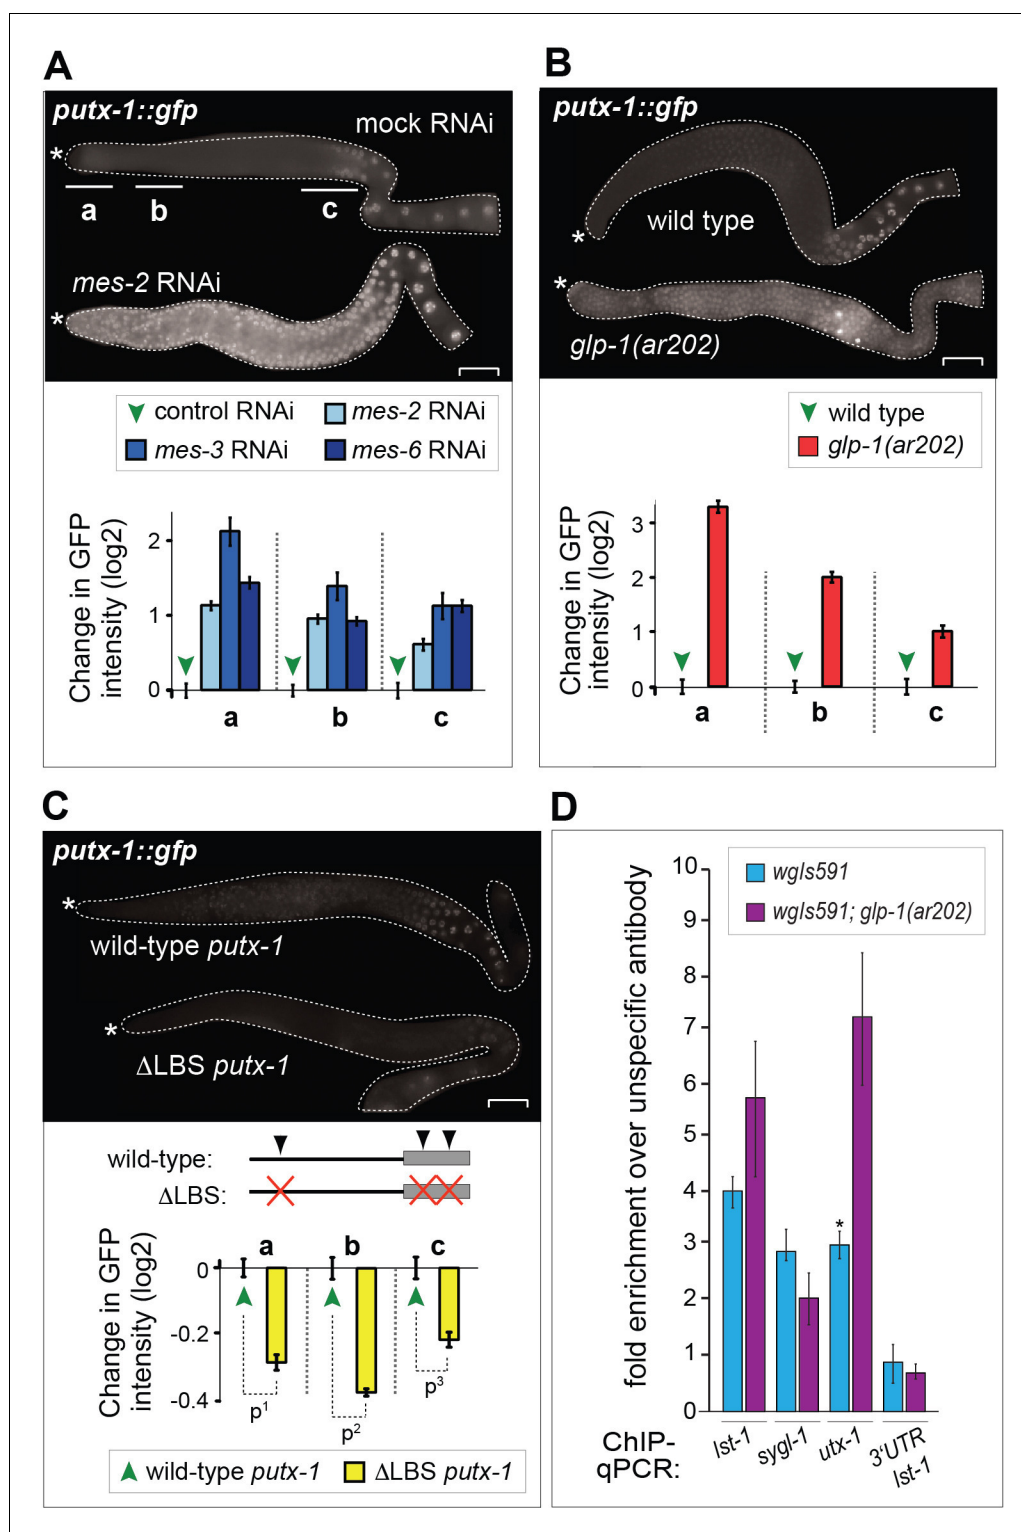 A
putx-1::gfp
mock RNAi
*
a b c
mes-2 RNAi
*
control RNAi mes-2 RNAi
mes-3 RNAi mes-6 RNAi
Change in GFP
intensity (log2)
2
1
0
a b c
B
putx-1::gfp
wild type
*
*
glp-1(ar202)
wild type
glp-1(ar202)
Change in GFP
intensity (log2)
3
2
1
0
a b c
C
putx-1::gfp
*
wild-type putx-1
*
ΔLBS putx-1
wild-type:
ΔLBS:
Change in GFP
intensity (log2)
a b c
0
-0.2
-0.4
p1
p2
p3
wild-type putx-1 ΔLBS putx-1
D
wgIs591
wgIs591; glp-1(ar202)
fold enrichment over unspecific antibody
10
9
8
7
6
5
4
3
2
1
0
*
ChIP-
qPCR:
lst-1
sygl-1
utx-1
3'UTR
lst-1